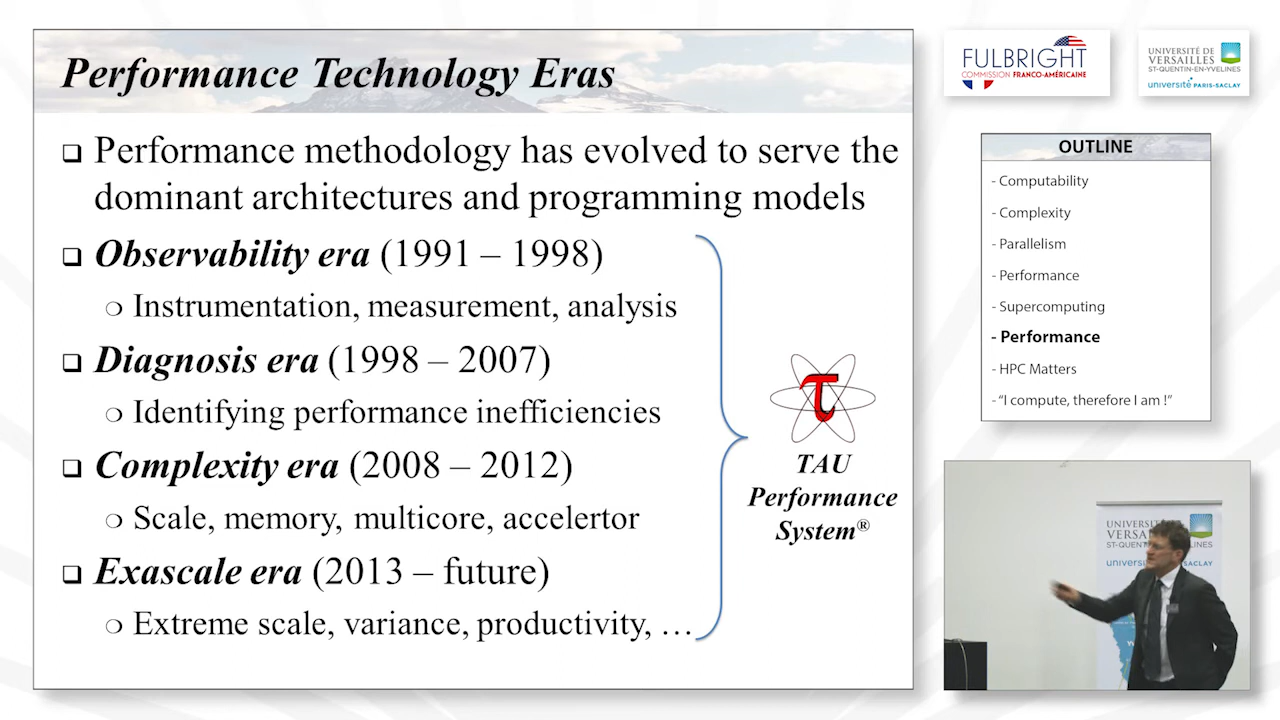 Performance Technology Eras
❑ Performance methodology has evolved to serve the
dominant architectures and programming models
❑ Observability era (1991 – 1998)
❍ Instrumentation, measurement, analysis
❑ Diagnosis era (1998 – 2007)
❍ Identifying performance inefficiencies
❑ Complexity era (2008 – 2012)
❍ Scale, memory, multicore, accelertor
❑ Exascale era (2013 – future)
❍ Extreme scale, variance, productivity, …
τ
TAU
Performance
System®
FULBRIGHT
COMMISSION FRANCO-AMÉRICAINE
UNIVERSITÉ DE
VERSAILLES
ST-QUENTIN-EN-YVELINES
université PARIS-SACLAY
OUTLINE
- Computability
- Complexity
- Parallelism
- Performance
- Supercomputing
- Performance
- HPC Matters
- “I compute, therefore I am !”